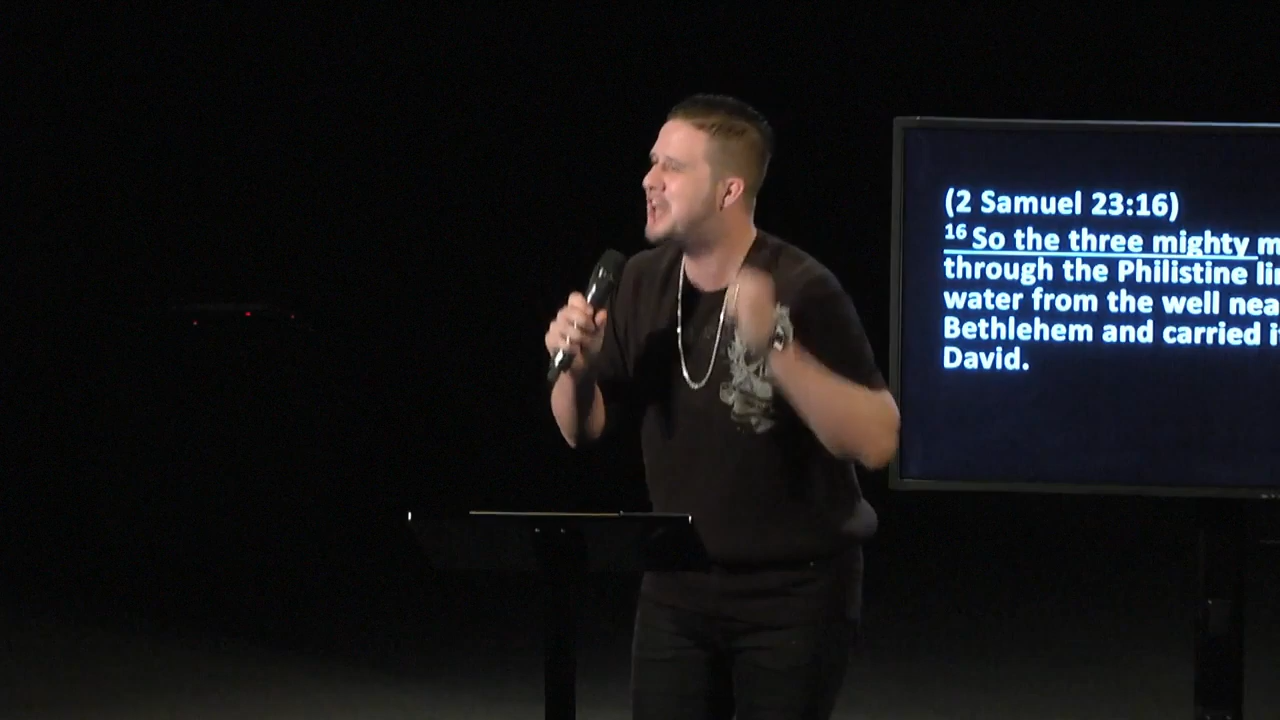 (2 Samuel 23:16)
16 So the three mighty
through the Philistine
water from the well
Bethlehem and carried
David.